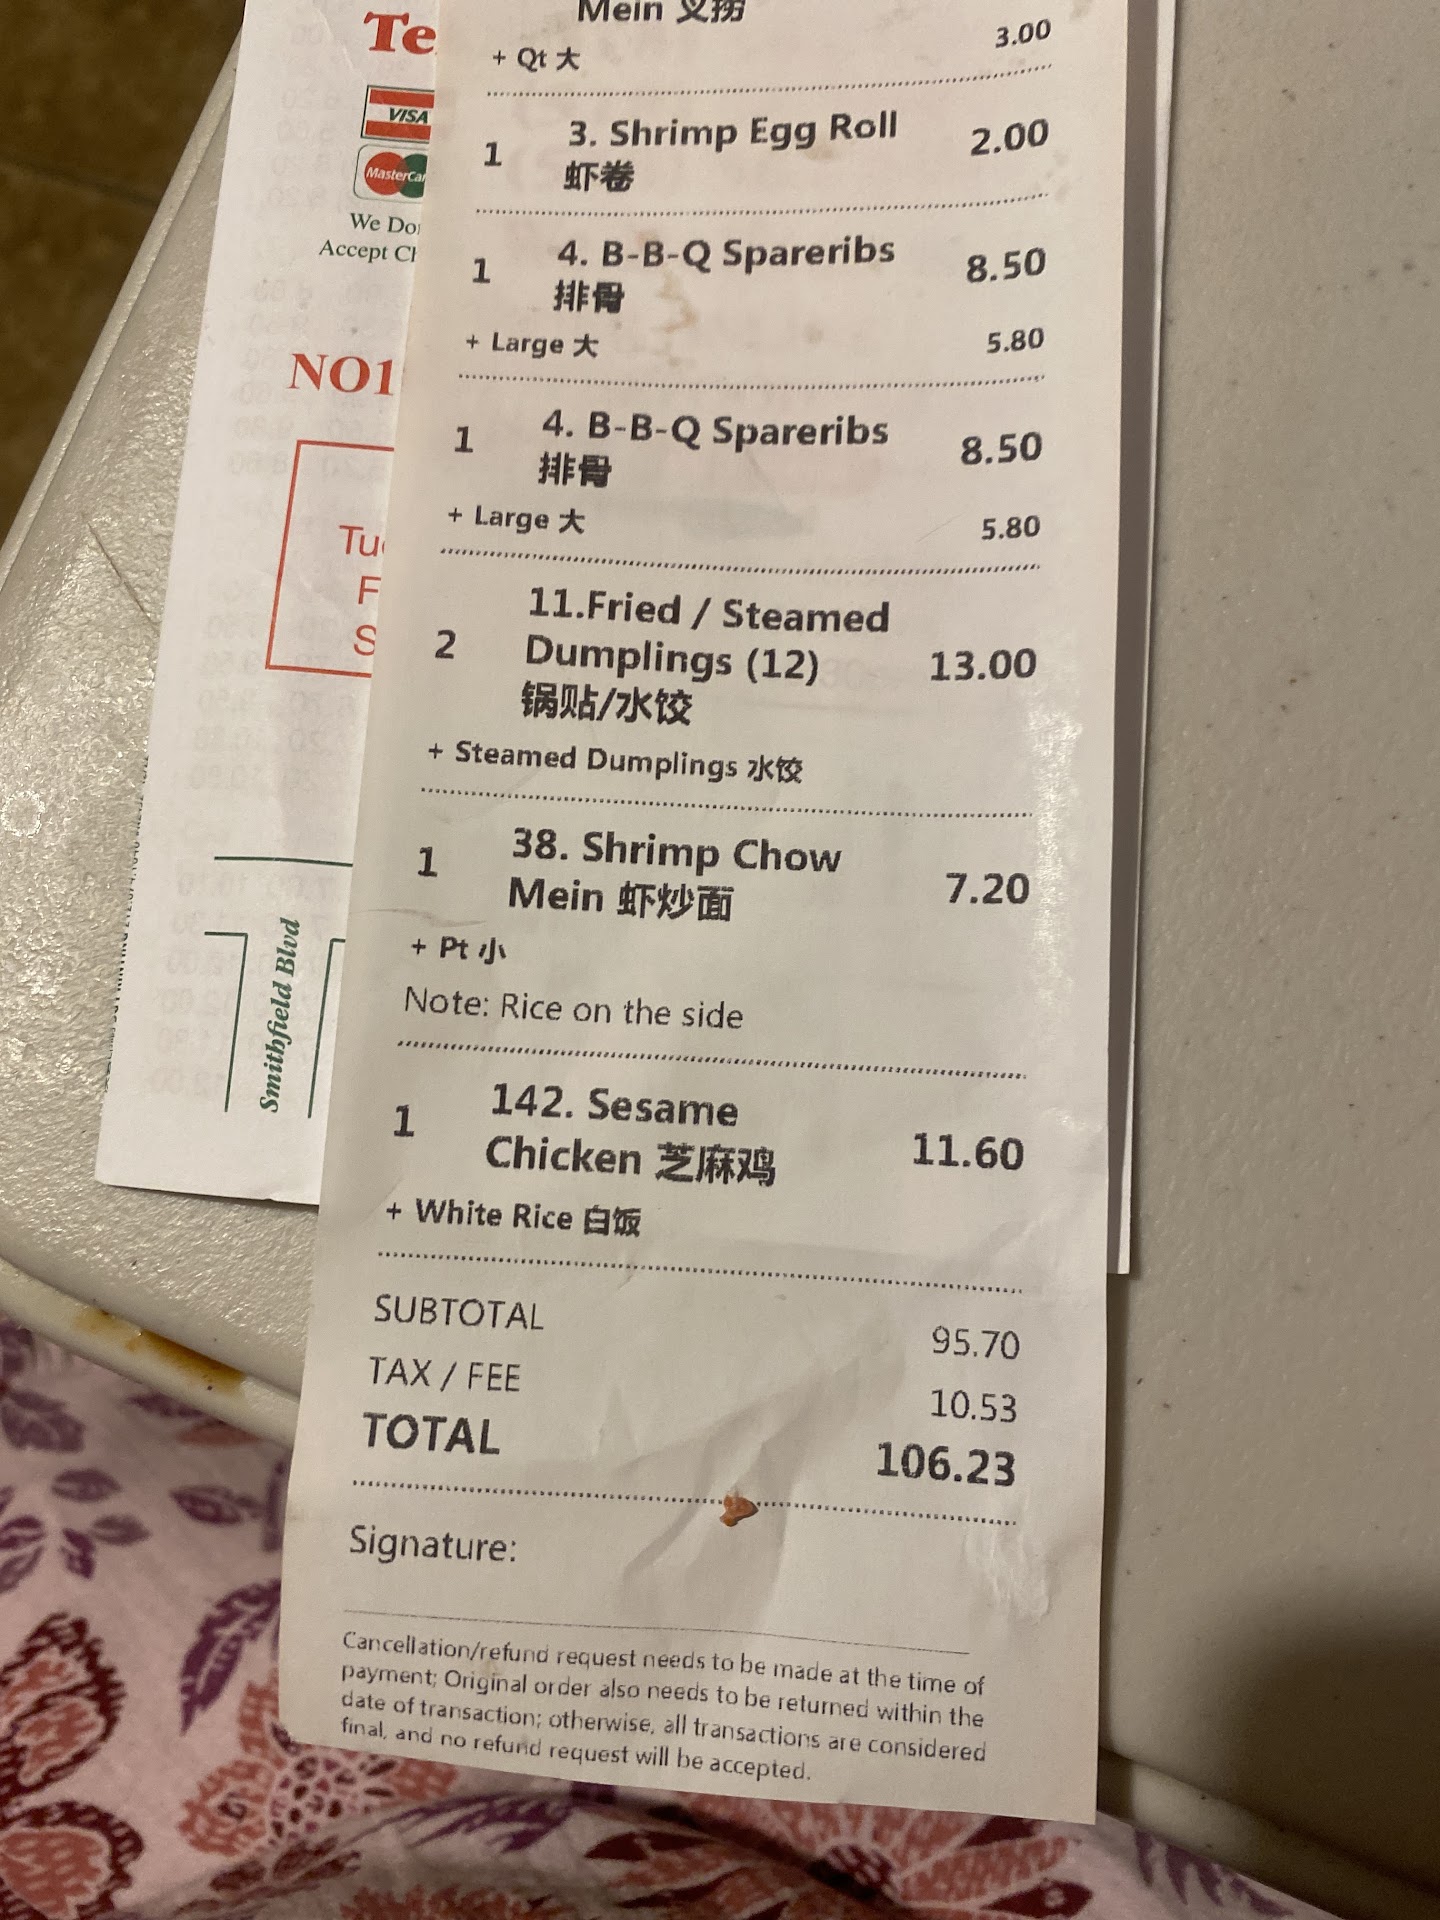 Te
VISA
MasterCar
We Do
Accept Ch
NO1
Tue
F
S
Smithfield Blvd
Mein 叉捞
+ Qt 大 3.00
1 3. Shrimp Egg Roll 2.00
虾卷
1 4. B-B-Q Spareribs 8.50
排骨
+ Large 大 5.80
1 4. B-B-Q Spareribs 8.50
排骨
+ Large 大 5.80
11.Fried / Steamed
2 Dumplings (12) 13.00
锅贴/水饺
+ Steamed Dumplings 水饺
1 38. Shrimp Chow 7.20
Mein 虾炒面
+ Pt 小
Note: Rice on the side
1 142. Sesame 11.60
Chicken 芝麻鸡
+ White Rice 白饭
SUBTOTAL 95.70
TAX / FEE 10.53
TOTAL 106.23
Signature:
Cancellation/refund request needs to be made at the time of
payment; Original order also needs to be returned within the
date of transaction; otherwise, all transactions are considered
final, and no refund request will be accepted.